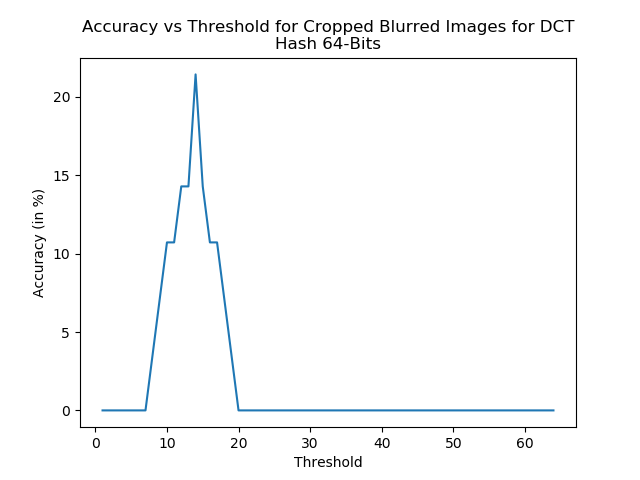 Accuracy vs Threshold for Cropped Blurred Images for DCT
Hash 64-Bits
20
15
10
5
0
Accuracy (in %)
0 10 20 30 40 50 60
Threshold